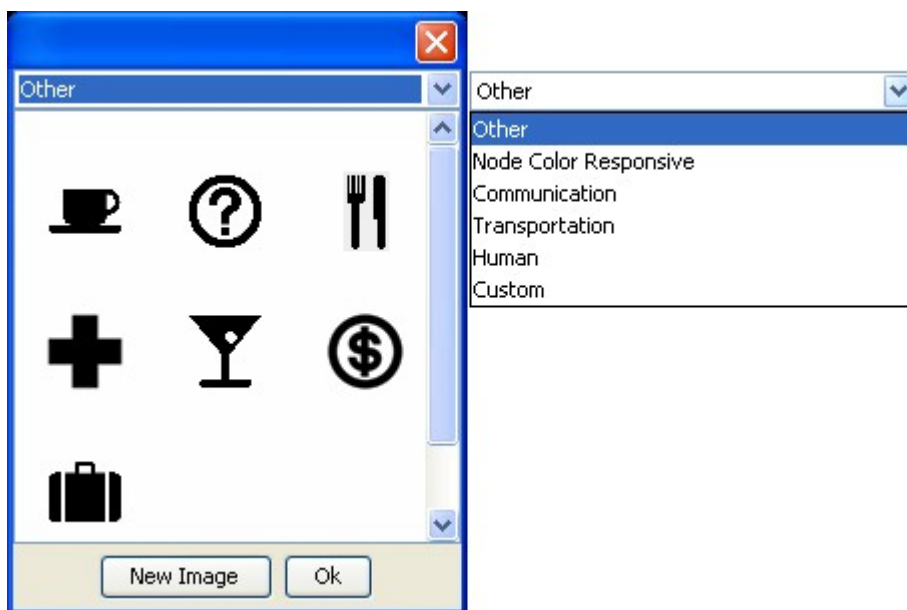 Other
?
$
New Image
Ok
Other
Other
Node Color Responsive
Communication
Transportation
Human
Custom